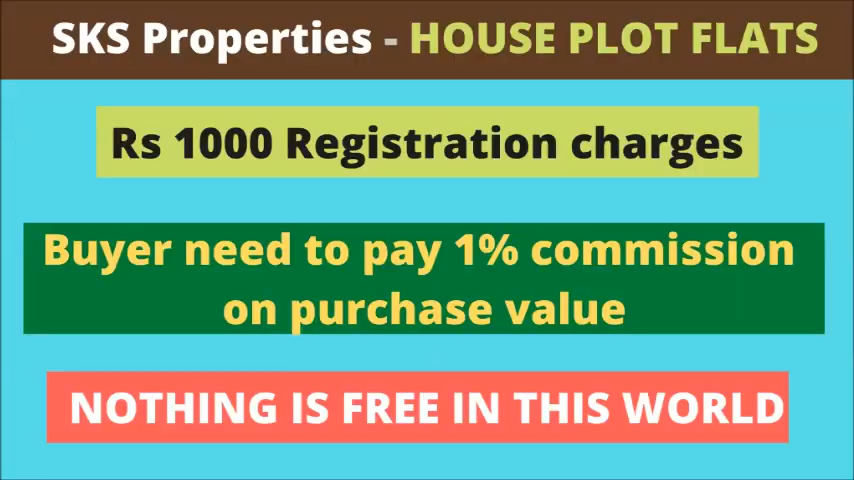 SKS Properties - HOUSE PLOT FLATS
Rs 1000 Registration charges
Buyer need to pay 1% commission
on purchase value
NOTHING IS FREE IN THIS WORLD